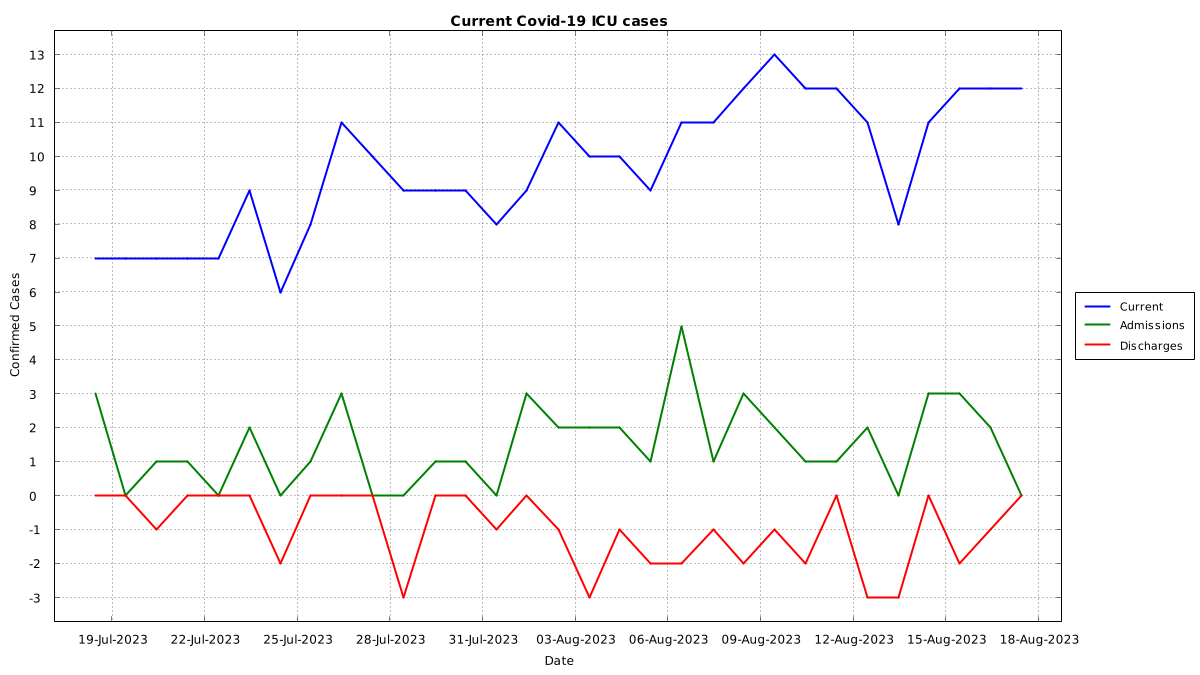 Current Covid-19 ICU cases
13
12
11
10
9
8
7
6
5
4
3
2
1
0
-1
-2
-3
Confirmed Cases
19-Jul-2023 22-Jul-2023 25-Jul-2023 28-Jul-2023 31-Jul-2023 03-Aug-2023 06-Aug-2023 09-Aug-2023 12-Aug-2023 15-Aug-2023 18-Aug-2023
Date
Current
Admissions
Discharges